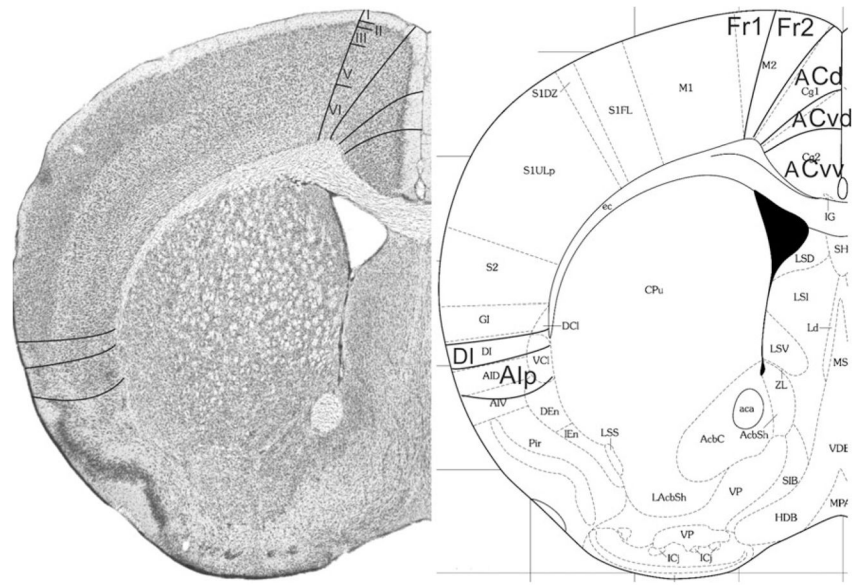 I
II
III
V
VI
Fr1
Fr2
M2
ACd
Cg1
ACvd
Cg2
ACvv
S1DZ
S1FL
M1
S1ULp
ec
IG
SH
LSD
S2
CPu
LSI
GI
DCl
Ld
DI
DI
VCl
LSV
MS
AID
AIp
ZL
AIV
DEn
aca
IEn
LSS
AcbC
AcbSh
Pir
VDB
SIB
LAcbSh
VP
MPA
HDB
VP
ICj
ICj